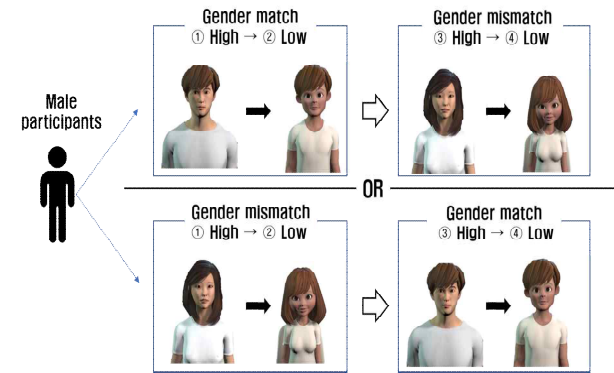 Gender match
① High → ② Low
Gender mismatch
③ High → ④ Low
Male
participants
OR
Gender mismatch
① High → ② Low
Gender match
③ High → ④ Low